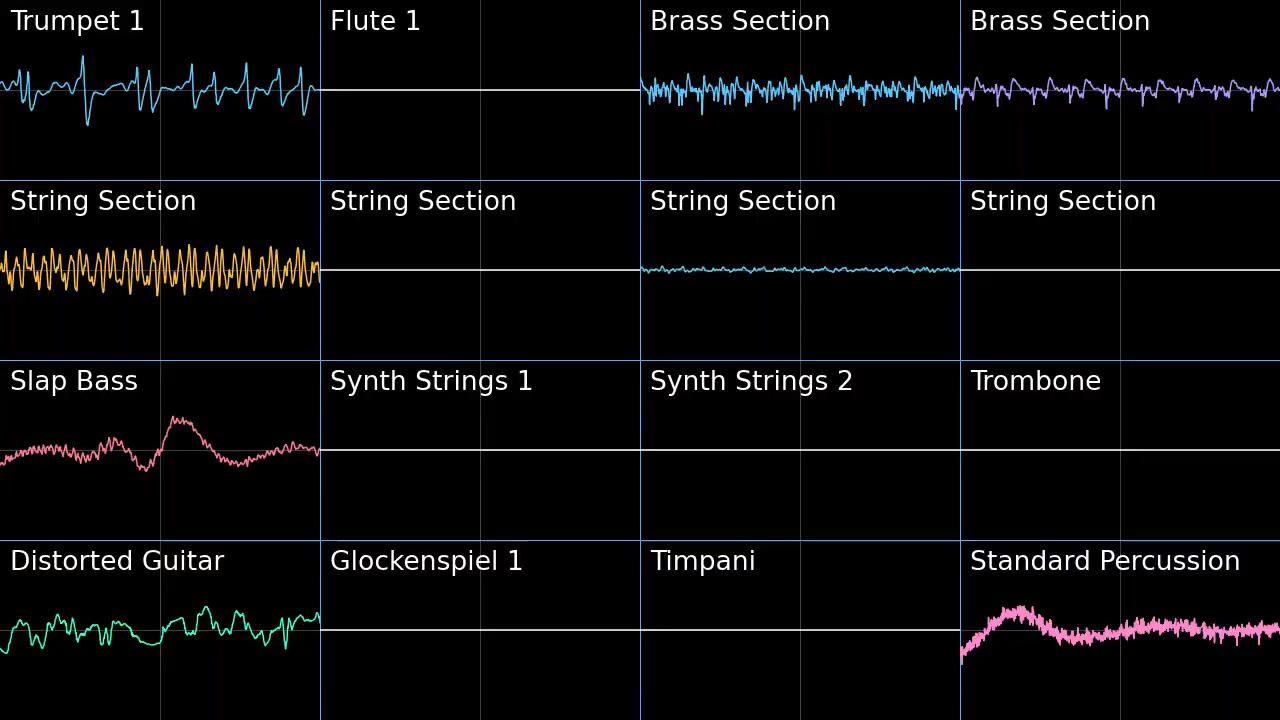 Trumpet 1
Flute 1
Brass Section
Brass Section
String Section
String Section
String Section
String Section
Slap Bass
Synth Strings 1
Synth Strings 2
Trombone
Distorted Guitar
Glockenspiel 1
Timpani
Standard Percussion